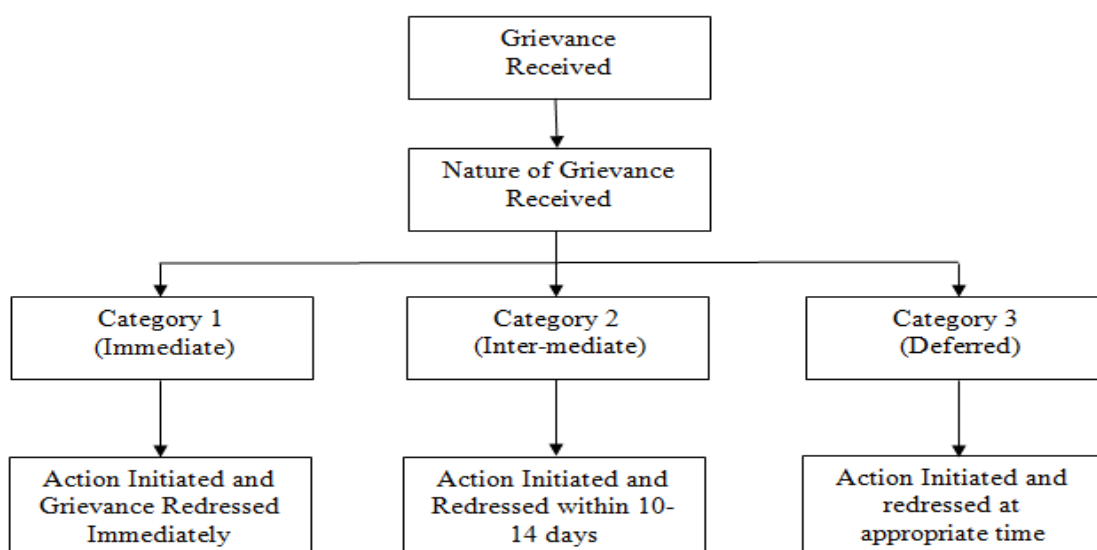 Grievance
Received
Nature of Grievance
Received
Category 1
(Immediate)
Category 2
(Inter-mediate)
Category 3
(Deferred)
Action Initiated and
Grievance Redressed
Immediately
Action Initiated and
Redressed within 10-
14 days
Action Initiated and
redressed at
appropriate time